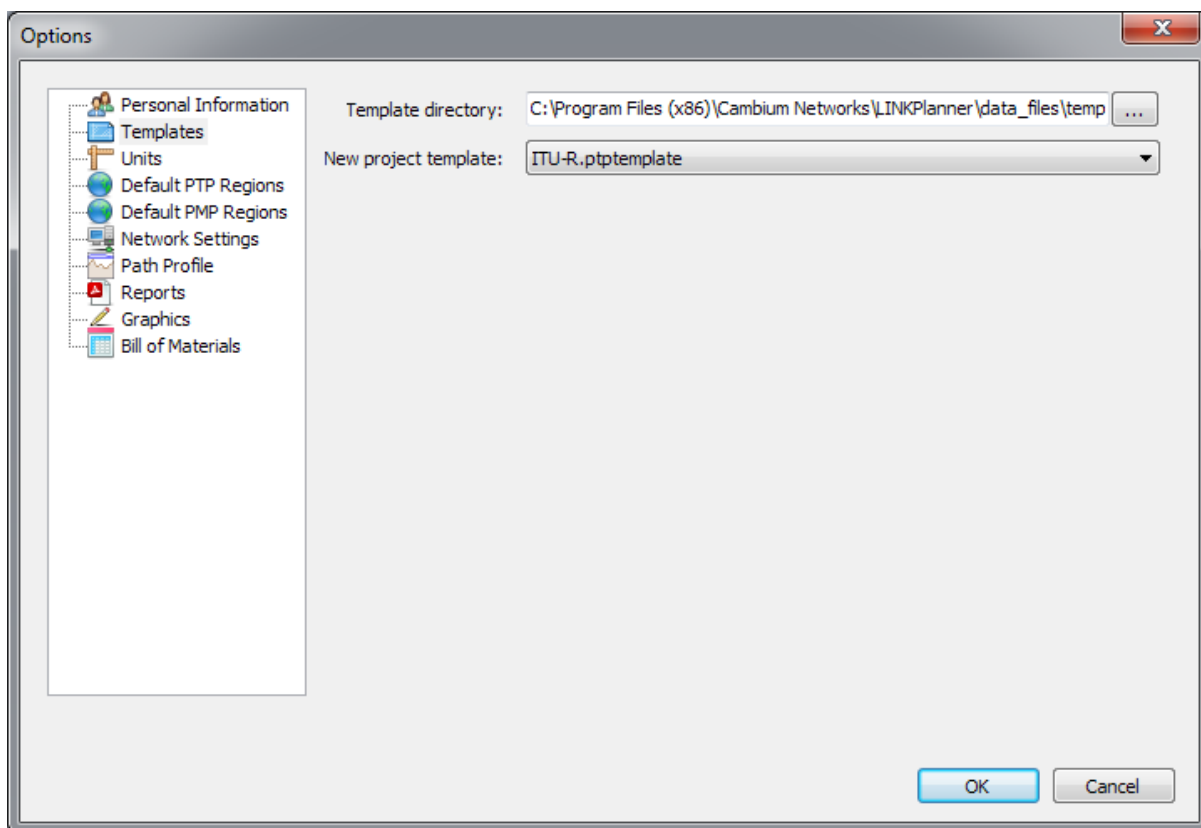 Options
Personal Information
Templates
Units
Default PTP Regions
Default PMP Regions
Network Settings
Path Profile
Reports
Graphics
Bill of Materials
Template directory: C:\Program Files (x86)\Cambium Networks\LINKPlanner\data_files\temp ...
New project template: ITU-R.ptptemplate
OK Cancel